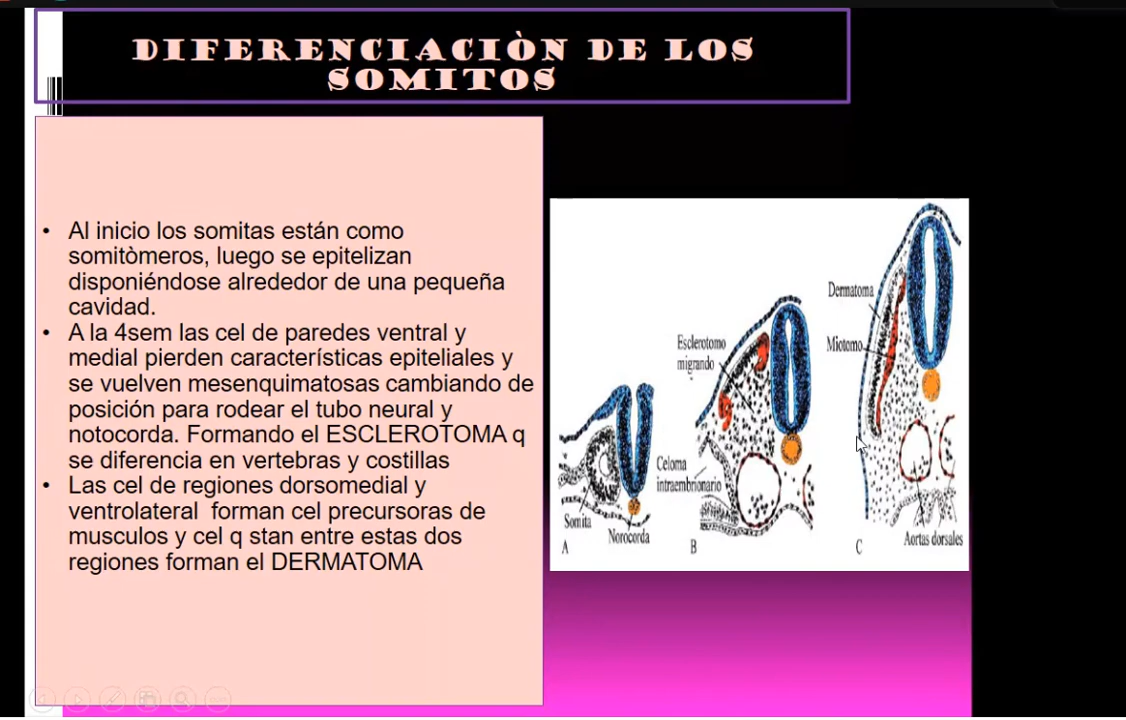 DIFERENCIACIÒN DE LOS
SOMITOS
• Al inicio los somitas están como
somitòmeros, luego se epitelizan
disponiéndose alrededor de una pequeña
cavidad.
• A la 4sem las cel de paredes ventral y
medial pierden características epiteliales y
se vuelven mesenquimatosas cambiando de
posición para rodear el tubo neural y
notocorda. Formando el ESCLEROTOMA q
se diferencia en vertebras y costillas
• Las cel de regiones dorsomedial y
ventrolateral forman cel precursoras de
musculos y cel q stan entre estas dos
regiones forman el DERMATOMA
Somita
Norocorda
A
Esclerotomo
migrando
Celoma
intraembrionario
B
Dermatoma
Miotomo
Aortas dorsales
C